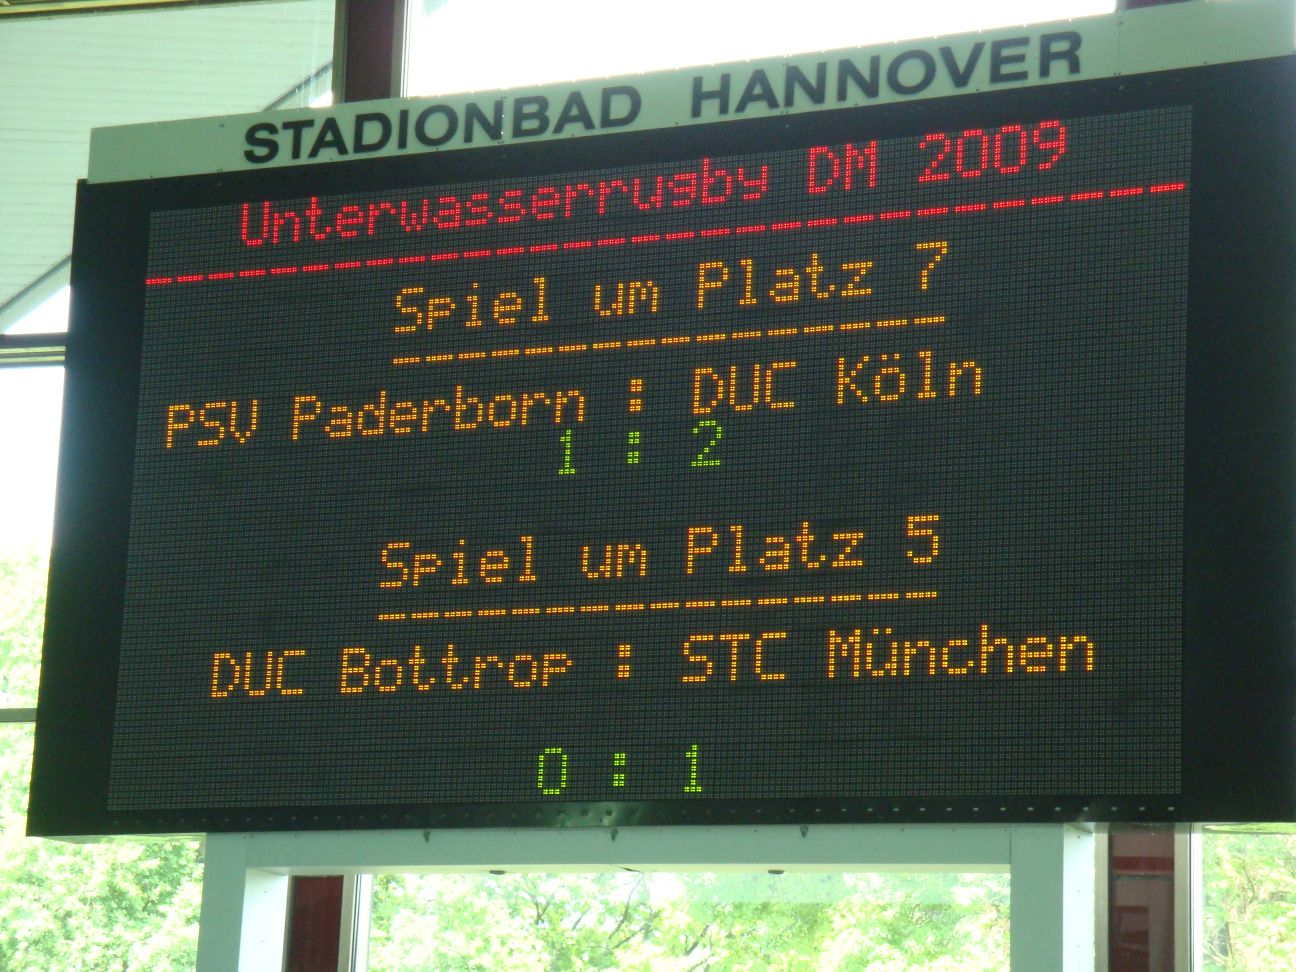 STADIONBAD HANNOVER
Unterwasserrugby DM 2009
Spiel um Platz 7
PSV Paderborn : DUC Köln
1 : 2
Spiel um Platz 5
DUC Bottrop : STC München
0 : 1